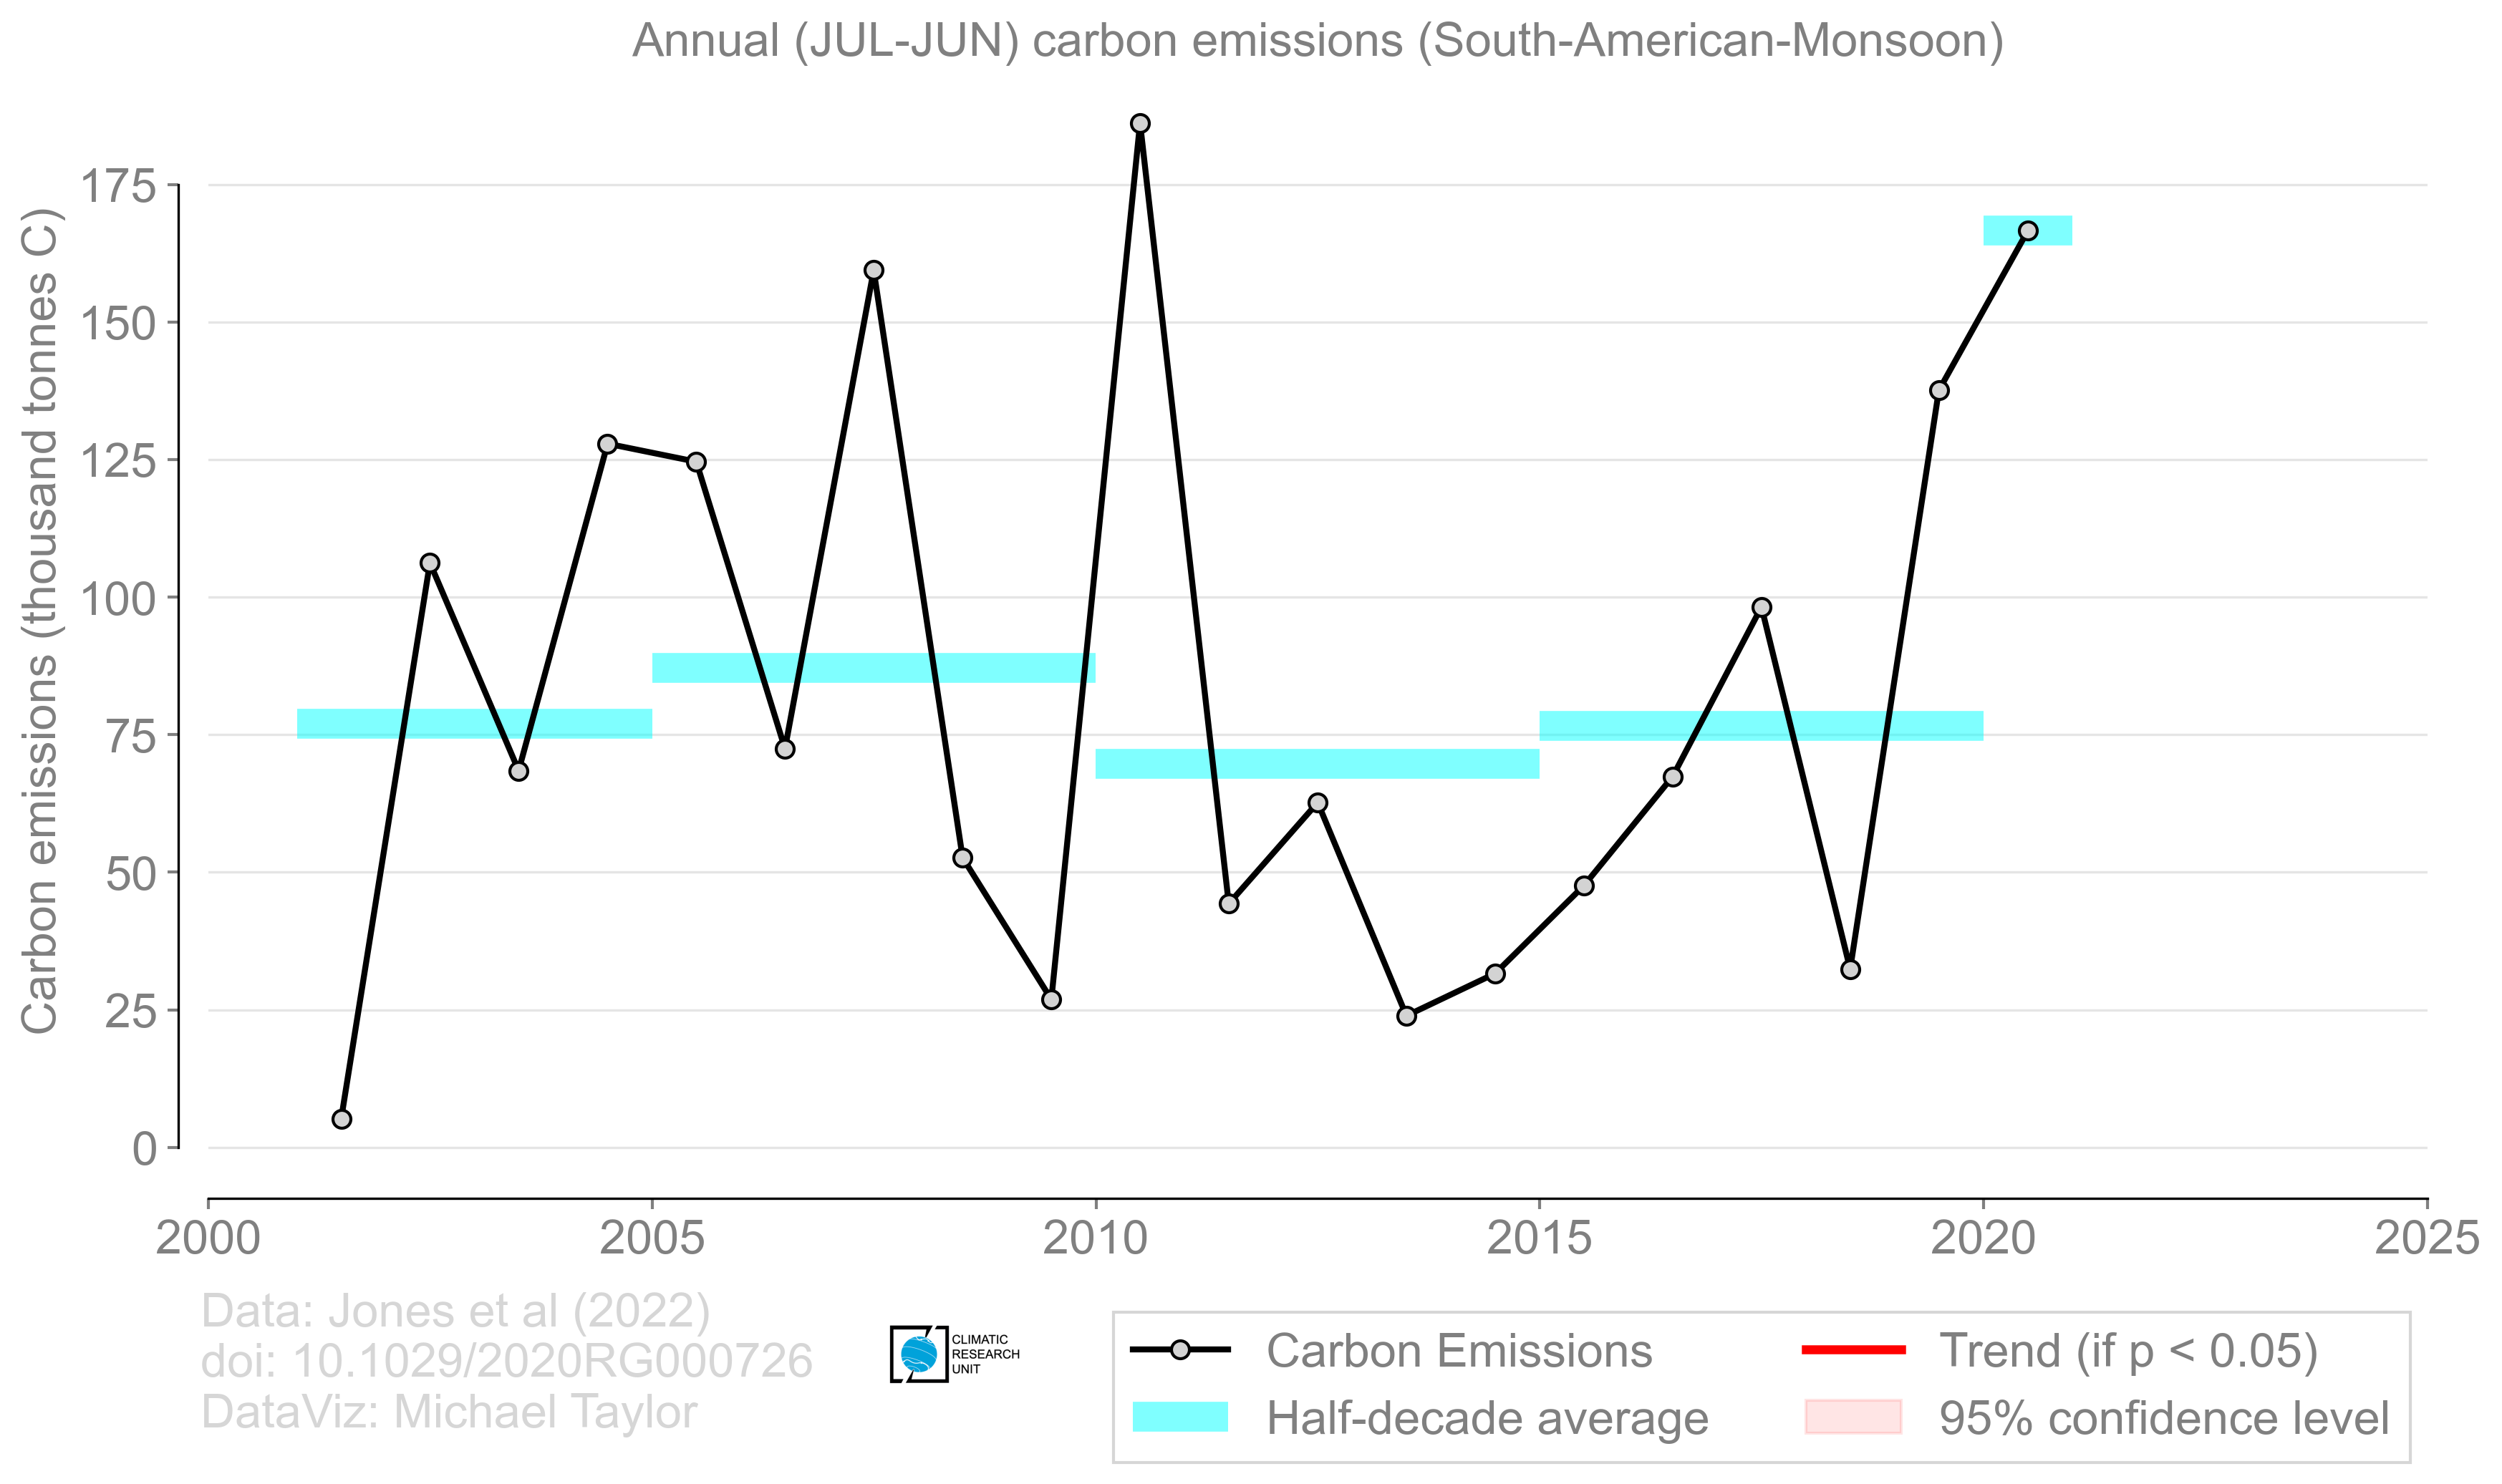 Annual (JUL-JUN) carbon emissions (South-American-Monsoon)
Carbon emissions (thousand tonnes C)
175
150
125
100
75
50
25
0
2000 2005 2010 2015 2020 2025
Data: Jones et al (2022)
doi: 10.1029/2020RG000726
DataViz: Michael Taylor
CLIMATIC
RESEARCH
UNIT
Carbon Emissions
Half-decade average
Trend (if p < 0.05)
95% confidence level